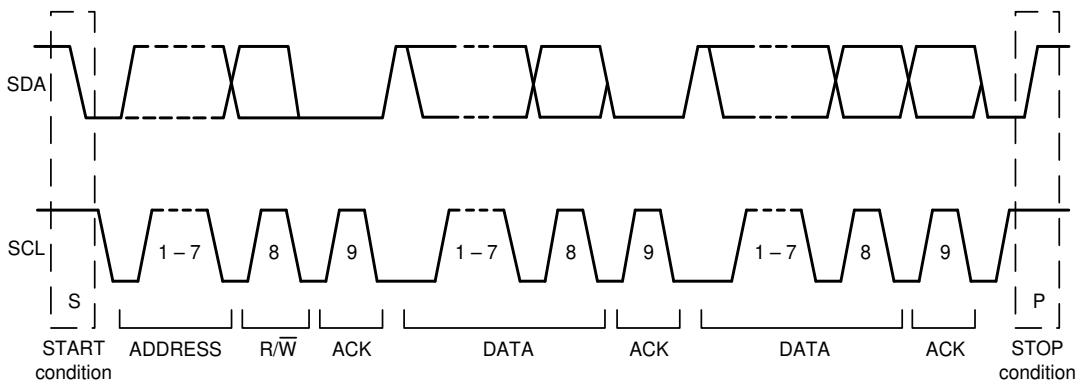 SDA
SCL
1 – 7
8
9
1 – 7
8
9
1 – 7
8
9
S
P
START
condition
ADDRESS
R/W̅
ACK
DATA
ACK
DATA
ACK
STOP
condition